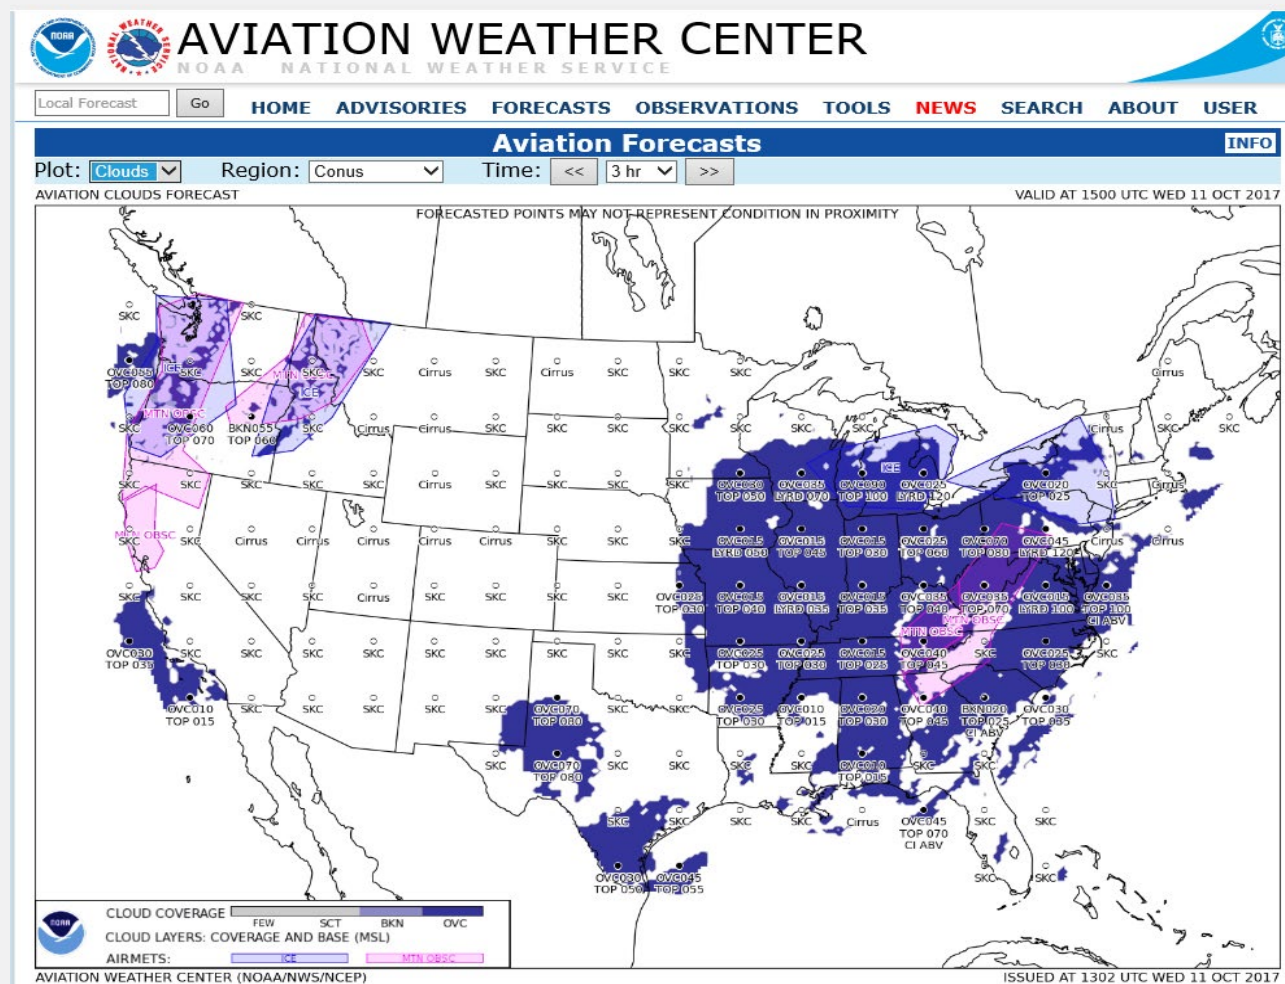 AVIATION WEATHER CENTER
NOAA NATIONAL WEATHER SERVICE
Local Forecast Go HOME ADVISORIES FORECASTS OBSERVATIONS TOOLS NEWS SEARCH ABOUT USER
Aviation Forecasts INFO
Plot: Clouds Region: Conus Time: << 3 hr >>
AVIATION CLOUDS FORECAST VALID AT 1500 UTC WED 11 OCT 2017
FORECASTED POINTS MAY NOT REPRESENT CONDITION IN PROXIMITY
SKC SKC
OVC055 ICE SKC SKC MTN OBSC SKC SKC Cirrus SKC Cirrus SKC SKC SKC Cirrus
TOP 080 ICE
MTN OBSC
SKC OVC060 BKN055 SKC Cirrus Cirrus SKC SKC SKC SKC SKC SKC Cirrus SKC SKC
TOP 070 TOP 060
ICE
SKC SKC SKC SKC SKC Cirrus SKC SKC SKC OVC035 OVC025 OVC020 SKC Cirrus
TOP 050 LYRD 070 TOP 100 LYRD 120 TOP 025
MTN OBSC
SKC SKC Cirrus Cirrus Cirrus Cirrus Cirrus SKC SKC SKC OVC015 OVC015 OVC015 OVC025 OVC070 OVC045 Cirrus Cirrus
LYRD 050 TOP 045 TOP 030 TOP 060 TOP 080 LYRD 120
SKC SKC SKC SKC Cirrus SKC SKC SKC SKC OVC025 OVC015 OVC015 OVC015 OVC035 OVC035 OVC015 OVC035
TOP 030 TOP 040 LYRD 035 TOP 035 TOP 040 TOP 070 LYRD 100 TOP 100
CI ABV
MTN OBSC
MTN OBSC
OVC030 SKC SKC SKC SKC SKC SKC SKC SKC SKC OVC025 OVC025 OVC015 OVC040 SKC OVC025 SKC
TOP 035 TOP 030 TOP 030 TOP 025 TOP 045 TOP 030
OVC010 SKC SKC SKC SKC SKC OVC070 SKC SKC OVC025 OVC010 OVC020 OVC040 BKN020 OVC030
TOP 015 TOP 080 TOP 030 TOP 015 TOP 030 TOP 045 TOP 025 TOP 035
CI ABV
SKC OVC070 SKC SKC SKC SKC OVC010 SKC SKC
TOP 080 TOP 015
SKC SKC SKC SKC Cirrus OVC045 SKC SKC
TOP 070
CI ABV
OVC030 OVC045 SKC SKC
TOP 050 TOP 055
NOAA
CLOUD COVERAGE
FEW SCT BKN OVC
CLOUD LAYERS: COVERAGE AND BASE (MSL)
AIRMETS: ICE MTN OBSC
AVIATION WEATHER CENTER (NOAA/NWS/NCEP) ISSUED AT 1302 UTC WED 11 OCT 2017